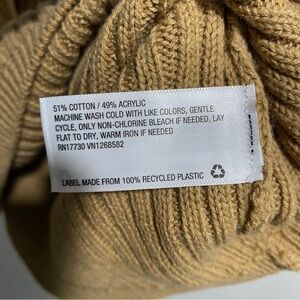 51% COTTON / 49% ACRYLIC
MACHINE WASH COLD WITH LIKE COLORS, GENTLE
CYCLE, ONLY NON-CHLORINE BLEACH IF NEEDED, LAY
FLAT TO DRY, WARM IRON IF NEEDED
RN17730 VN1268582
LABEL MADE FROM 100% RECYCLED PLASTIC